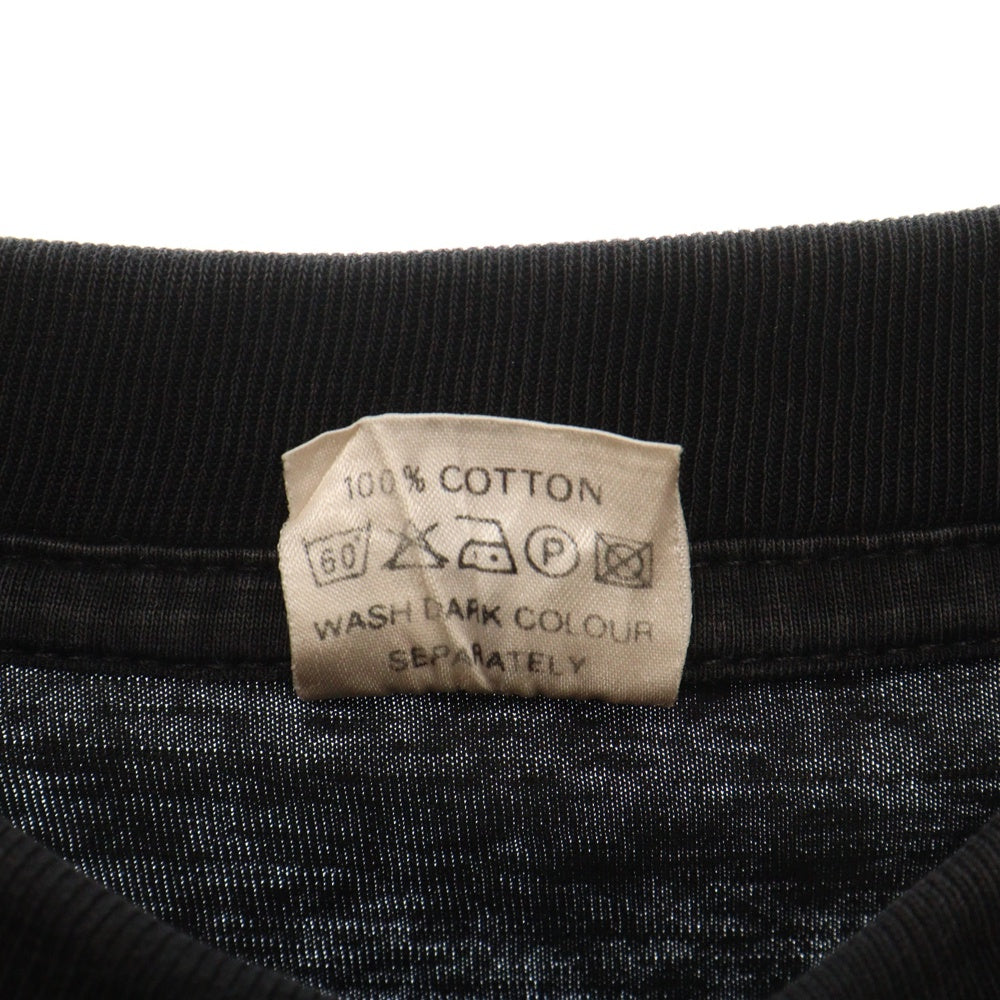 100% COTTON
60 P
WASH DARK COLOUR
SEPARATELY